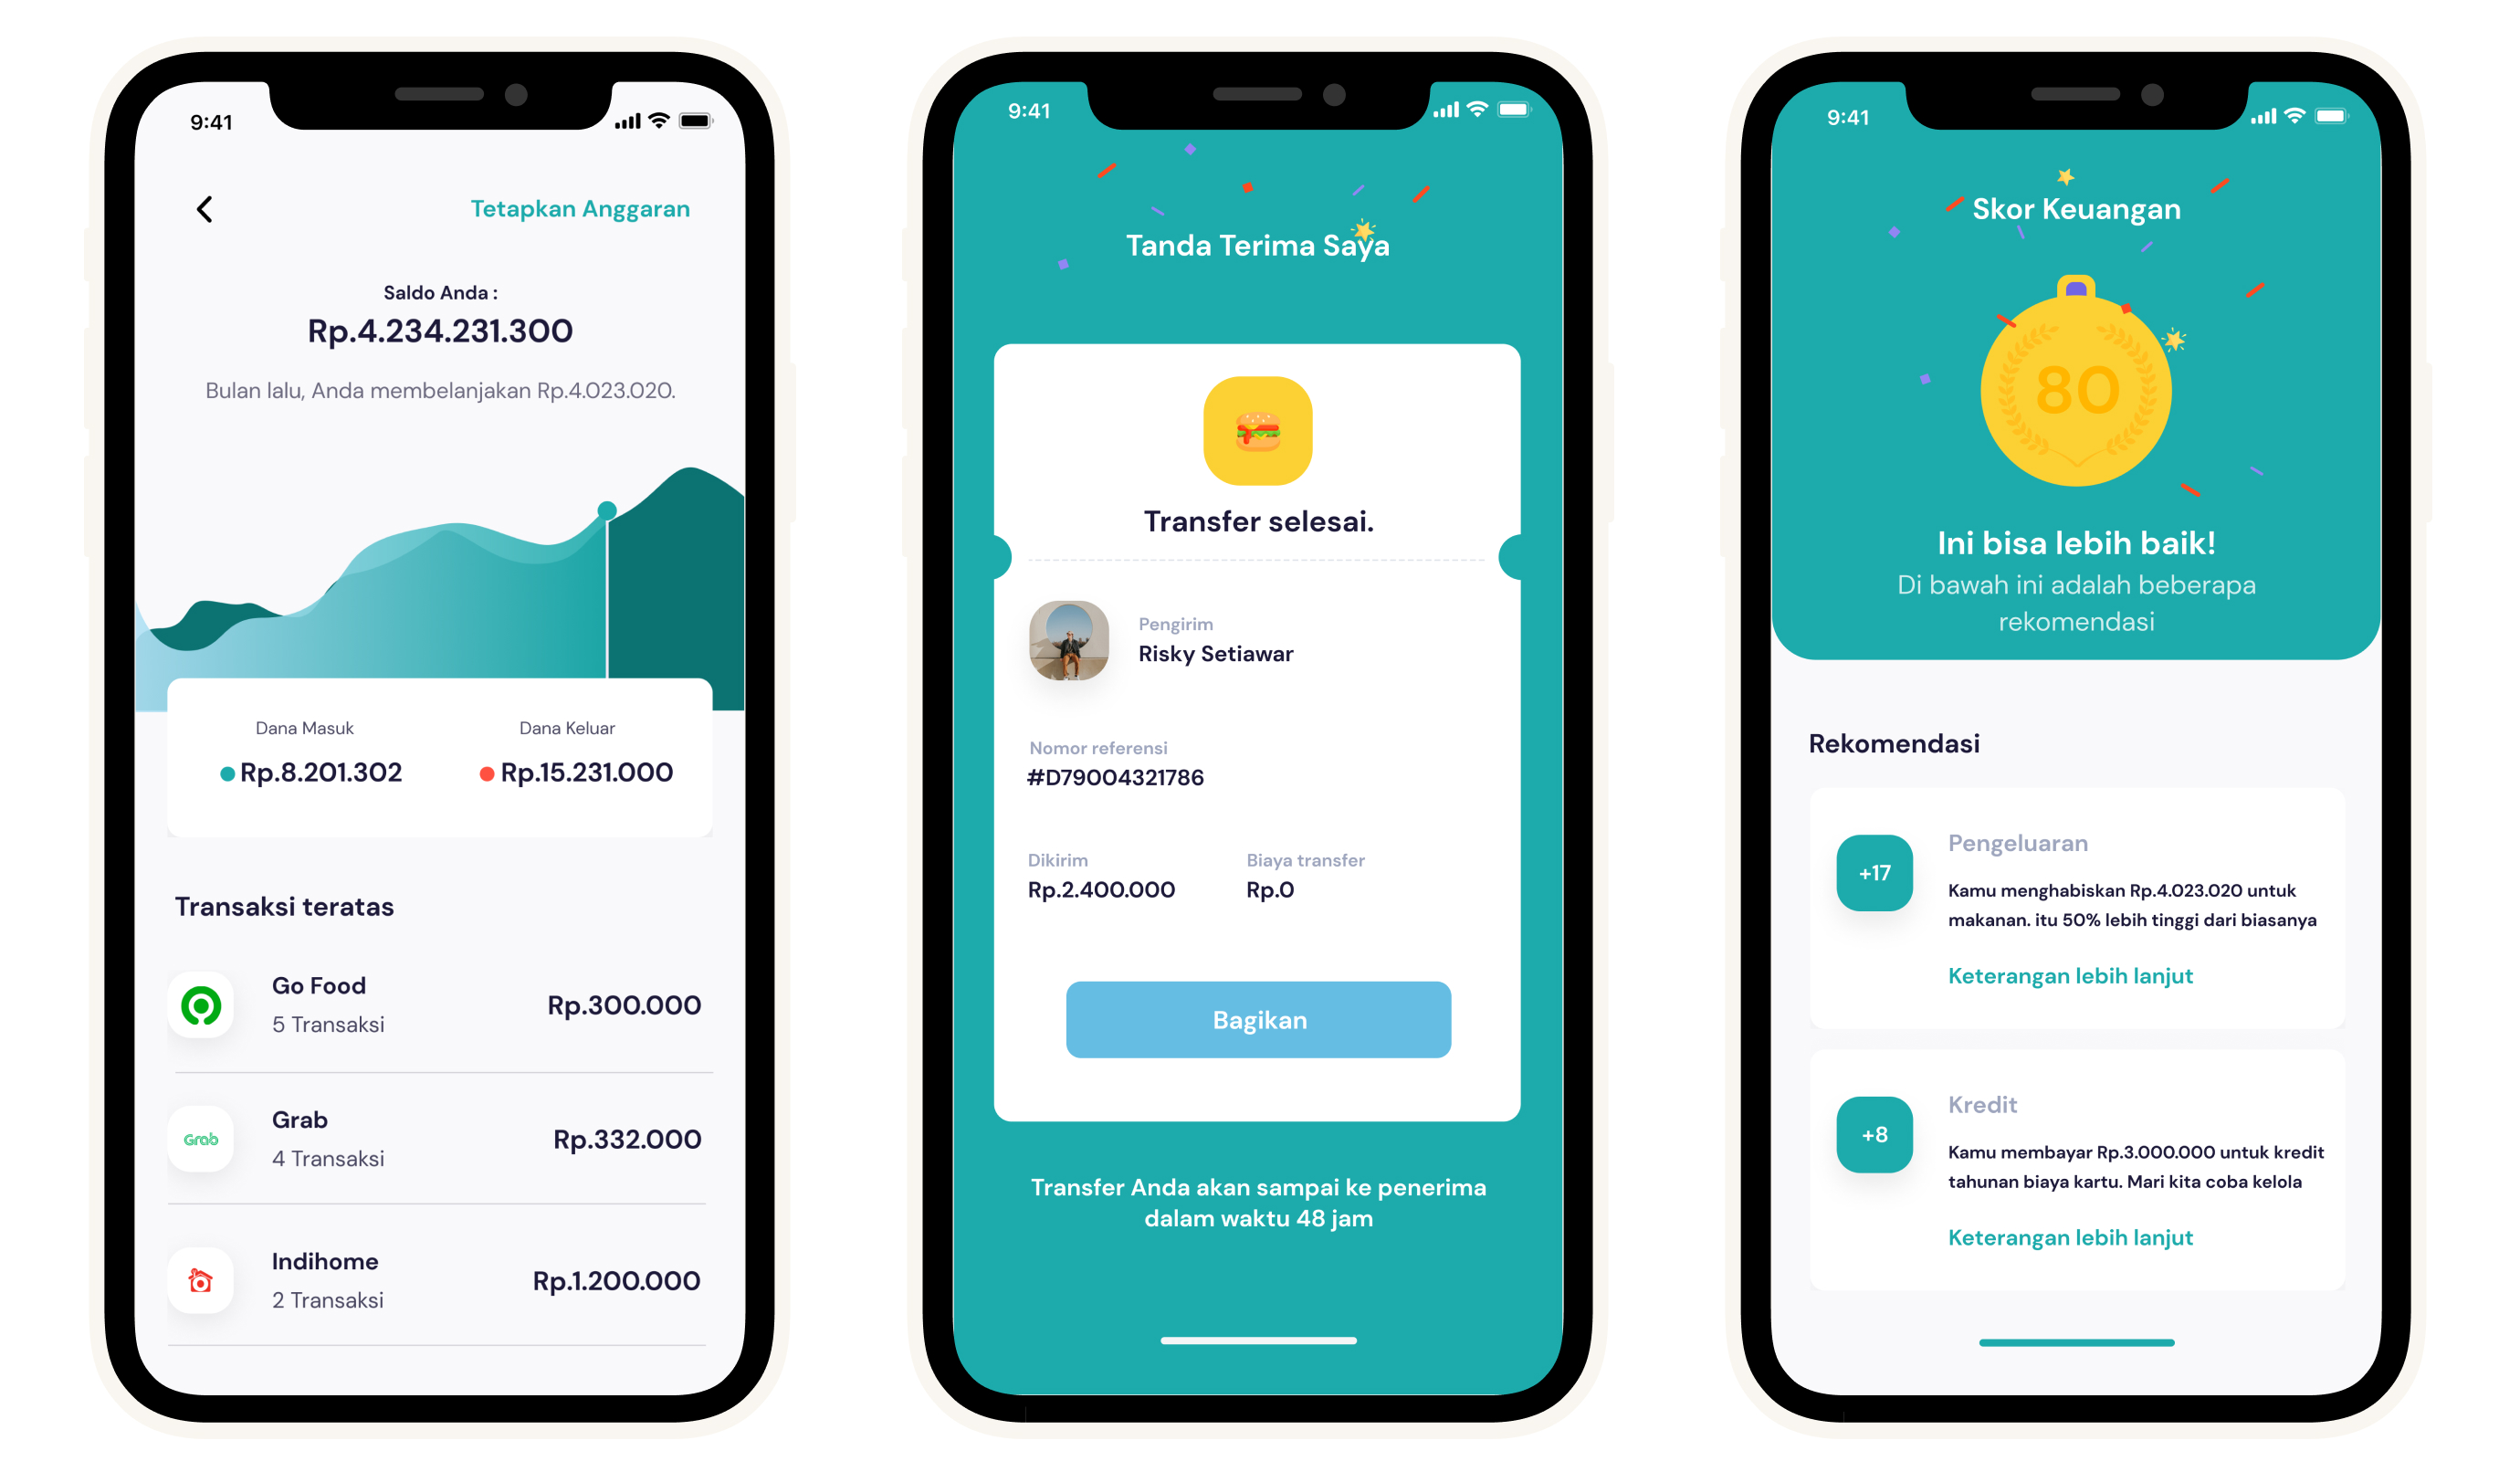 9:41
Tetapkan Anggaran
Saldo Anda :
Rp.4.234.231.300
Bulan lalu, Anda membelanjakan Rp.4.023.020.
Dana Masuk
Dana Keluar
Rp.8.201.302
Rp.15.231.000
Transaksi teratas
Go Food
5 Transaksi
Rp.300.000
Grab
Grab
4 Transaksi
Rp.332.000
Indihome
2 Transaksi
Rp.1.200.000
9:41
Tanda Terima Saya
Transfer selesai.
Pengirim
Risky Setiawar
Nomor referensi
#D79004321786
Dikirim
Biaya transfer
Rp.2.400.000
Rp.0
Bagikan
Transfer Anda akan sampai ke penerima
dalam waktu 48 jam
9:41
Skor Keuangan
80
Ini bisa lebih baik!
Di bawah ini adalah beberapa
rekomendasi
Rekomendasi
+17
Pengeluaran
Kamu menghabiskan Rp.4.023.020 untuk
makanan. itu 50% lebih tinggi dari biasanya
Keterangan lebih lanjut
+8
Kredit
Kamu membayar Rp.3.000.000 untuk kredit
tahunan biaya kartu. Mari kita coba kelola
Keterangan lebih lanjut